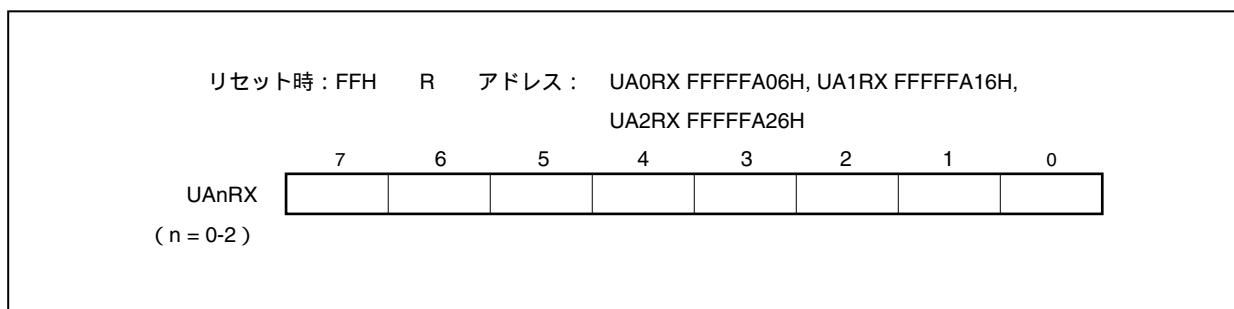 リセット時：FFH R アドレス： UA0RX FFFFFA06H, UA1RX FFFFFA16H,
UA2RX FFFFFA26H
7 6 5 4 3 2 1 0
UAnRX
（n = 0-2）